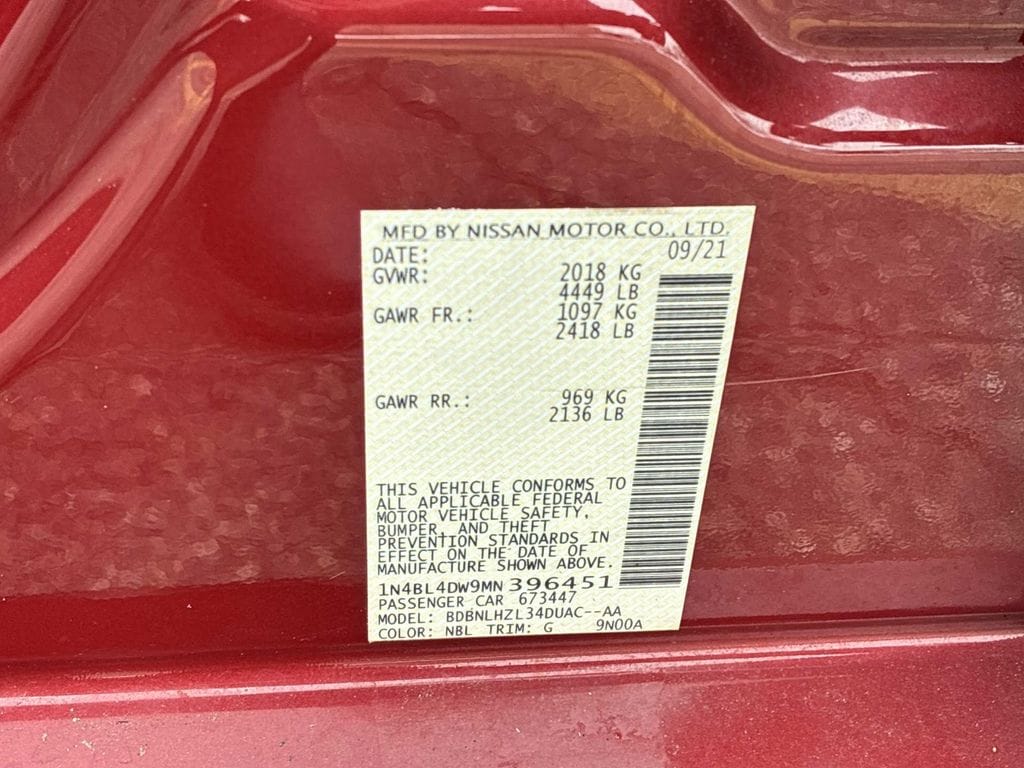 MFD BY NISSAN MOTOR CO., LTD.
DATE: 09/21
GVWR: 2018 KG
4449 LB
GAWR FR.: 1097 KG
2418 LB
GAWR RR.: 969 KG
2136 LB
THIS VEHICLE CONFORMS TO
ALL APPLICABLE FEDERAL
MOTOR VEHICLE SAFETY,
BUMPER, AND THEFT
PREVENTION STANDARDS IN
EFFECT ON THE DATE OF
MANUFACTURE SHOWN ABOVE.
1N4BL4DW9MN 396451
PASSENGER CAR 673447
MODEL: BDBNLHZL34DUAC--AA
COLOR: NBL TRIM: G 9N00A